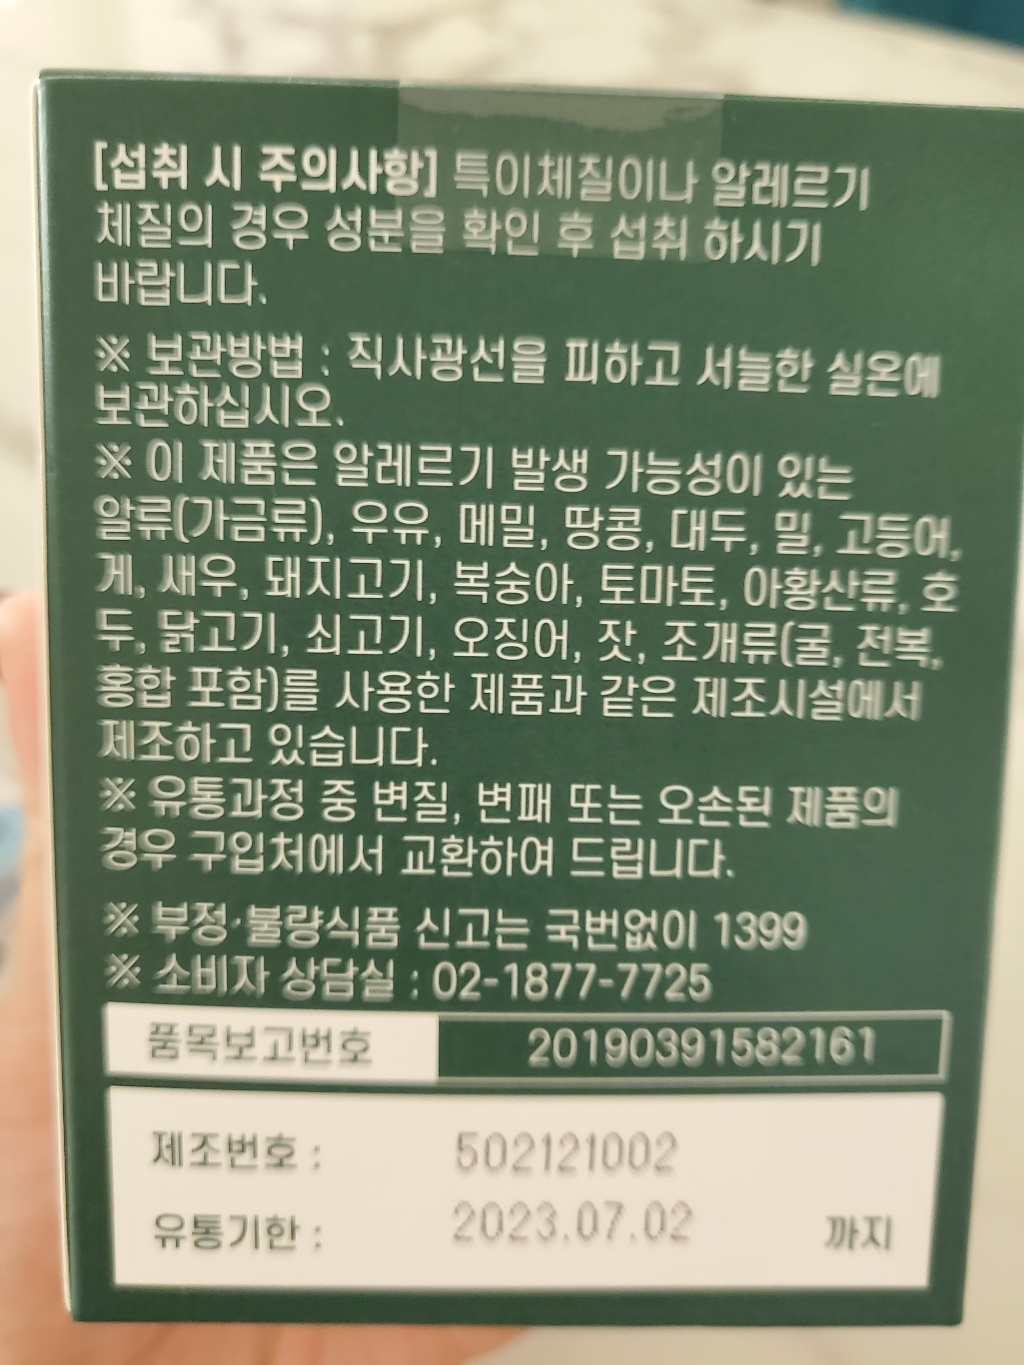 [섭취 시 주의사항] 특이체질이나 알레르기
체질의 경우 성분을 확인 후 섭취 하시기
바랍니다.
※ 보관방법 : 직사광선을 피하고 서늘한 실온에
보관하십시오.
※ 이 제품은 알레르기 발생 가능성이 있는
알류(가금류), 우유, 메밀, 땅콩, 대두, 밀, 고등어,
게, 새우, 돼지고기, 복숭아, 토마토, 아황산류, 호
두, 닭고기, 쇠고기, 오징어, 잣, 조개류(굴, 전복,
홍합 포함)를 사용한 제품과 같은 제조시설에서
제조하고 있습니다.
※ 유통과정 중 변질, 변패 또는 오손된 제품의
경우 구입처에서 교환하여 드립니다.
※ 부정·불량식품 신고는 국번없이 1399
※ 소비자 상담실 : 02-1877-7725
품목보고번호 20190391582161
제조번호 : 502121002
유통기한 : 2023.07.02 까지